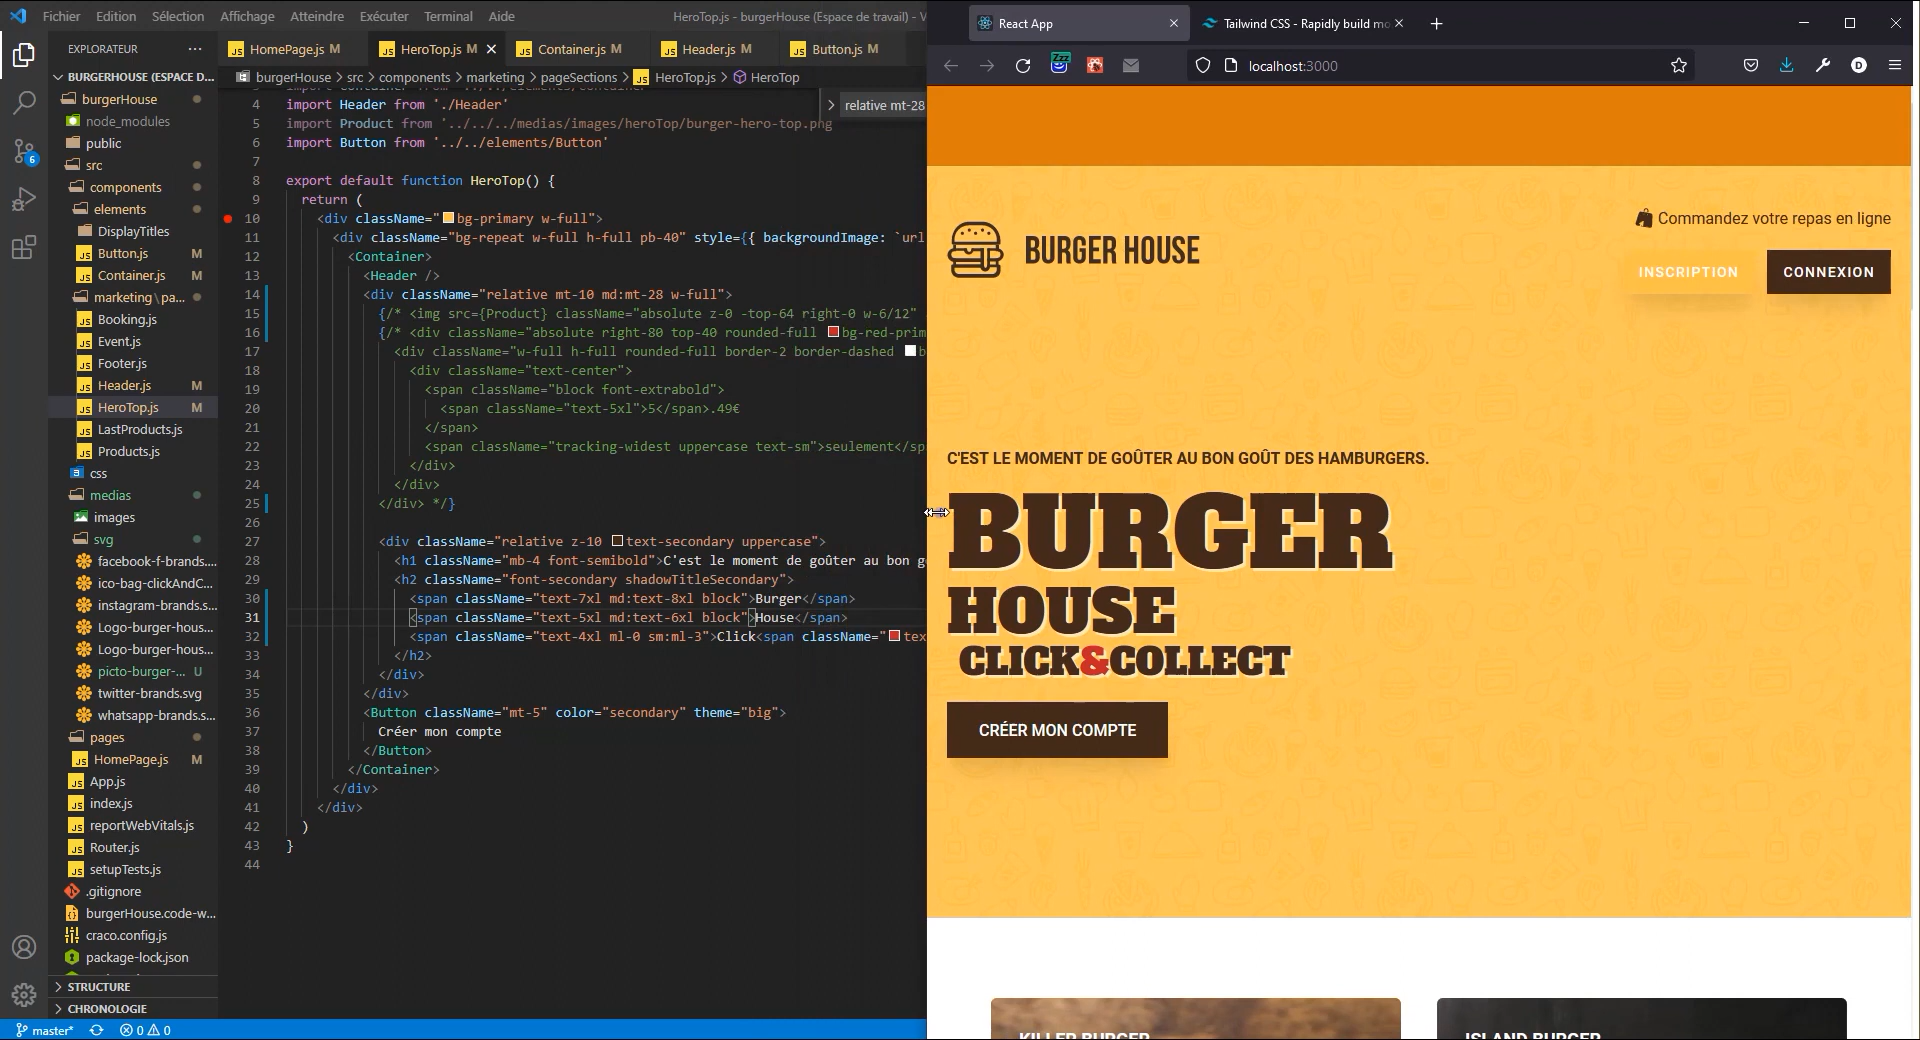 Fichier Edition Sélection Affichage Atteindre Exécuter Terminal Aide
HeroTop.js - burgerHouse (Espace de travail) - V
EXPLORATEUR ···
BURGERHOUSE (ESPACE D...
burgerHouse
node_modules
public
src
components
elements
DisplayTitles
Button.js M
Container.js M
marketing\pa...
Booking.js
Event.js
Footer.js
Header.js M
HeroTop.js M
LastProducts.js
Products.js
css
medias
images
svg
facebook-f-brands....
ico-bag-clickAndC...
instagram-brands.s...
Logo-burger-hous...
Logo-burger-hous...
picto-burger-... U
twitter-brands.svg
whatsapp-brands.s...
pages
HomePage.js M
App.js
index.js
reportWebVitals.js
Router.js
setupTests.js
.gitignore
burgerHouse.code-w...
craco.config.js
package-lock.json
STRUCTURE
CHRONOLOGIE
master*
0 0
6
HomePage.js M HeroTop.js M Container.js M Header.js M Button.js M
burgerHouse > src > components > marketing > pageSections > HeroTop.js > HeroTop
relative mt-28
4 import Header from './Header'
5 import Product from '../../../medias/images/heroTop/burger-hero-top.png
6 import Button from '../../elements/Button'
7
8 export default function HeroTop() {
9 return (
10 <div className="bg-primary w-full">
11 <div className="bg-repeat w-full h-full pb-40" style={{ backgroundImage: `url
12 <Container>
13 <Header />
14 <div className="relative mt-10 md:mt-28 w-full">
15 {/* <img src={Product} className="absolute z-0 -top-64 right-0 w-6/12"
16 {/* <div className="absolute right-80 top-40 rounded-full bg-red-prim
17 <div className="w-full h-full rounded-full border-2 border-dashed b
18 <div className="text-center">
19 <span className="block font-extrabold">
20 <span className="text-5xl">5</span>.49€
21 </span>
22 <span className="tracking-widest uppercase text-sm">seulement</sp
23 </div>
24 </div>
25 </div> */}
26
27 <div className="relative z-10 text-secondary uppercase">
28 <h1 className="mb-4 font-semibold">C'est le moment de goûter au bon g
29 <h2 className="font-secondary shadowTitleSecondary">
30 <span className="text-7xl md:text-8xl block">Burger</span>
31 <span className="text-5xl md:text-6xl block">House</span>
32 <span className="text-4xl ml-0 sm:ml-3">Click<span className="tex
33 </h2>
34 </div>
35 </div>
36 <Button className="mt-5" color="secondary" theme="big">
37 Créer mon compte
38 </Button>
39 </Container>
40 </div>
41 </div>
42 )
43 }
44
React App
Tailwind CSS - Rapidly build mo
localhost:3000
Zzz
D
BURGER HOUSE
Commandez votre repas en ligne
INSCRIPTION CONNEXION
C'EST LE MOMENT DE GOÛTER AU BON GOÛT DES HAMBURGERS.
BURGER
HOUSE
CLICK&COLLECT
CRÉER MON COMPTE
KILLER BURGER ISLAND BURGER